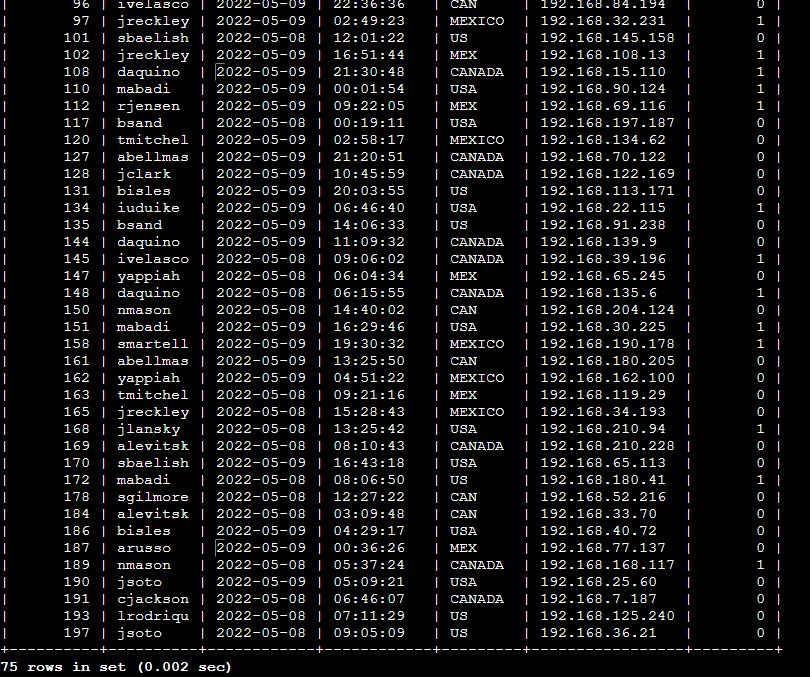 |       96 | ivelasco | 2022-05-09 | 22:36:36   | CAN     | 192.168.84.194  |       0 |
|       97 | jreckley | 2022-05-09 | 02:49:23   | MEXICO  | 192.168.32.231  |       1 |
|      101 | sbaelish | 2022-05-08 | 12:01:22   | US      | 192.168.145.158 |       0 |
|      102 | jreckley | 2022-05-09 | 16:51:44   | MEX     | 192.168.108.13  |       1 |
|      108 | daquino  | 2022-05-09 | 21:30:48   | CANADA  | 192.168.15.110  |       1 |
|      110 | mabadi   | 2022-05-09 | 00:01:54   | USA     | 192.168.90.124  |       1 |
|      112 | rjensen  | 2022-05-09 | 09:22:05   | MEX     | 192.168.69.116  |       1 |
|      117 | bsand    | 2022-05-08 | 00:19:11   | USA     | 192.168.197.187 |       0 |
|      120 | tmitchel | 2022-05-09 | 02:58:17   | MEXICO  | 192.168.134.62  |       0 |
|      127 | abellmas | 2022-05-09 | 21:20:51   | CANADA  | 192.168.70.122  |       0 |
|      128 | jclark   | 2022-05-09 | 10:45:59   | CANADA  | 192.168.122.169 |       0 |
|      131 | bisles   | 2022-05-09 | 20:03:55   | US      | 192.168.113.171 |       0 |
|      134 | iuduike  | 2022-05-09 | 06:46:40   | USA     | 192.168.22.115  |       1 |
|      135 | bsand    | 2022-05-09 | 14:06:33   | US      | 192.168.91.238  |       0 |
|      144 | daquino  | 2022-05-09 | 11:09:32   | CANADA  | 192.168.139.9   |       0 |
|      145 | ivelasco | 2022-05-08 | 09:06:02   | CANADA  | 192.168.39.196  |       1 |
|      147 | yappiah  | 2022-05-08 | 06:04:34   | MEX     | 192.168.65.245  |       0 |
|      148 | daquino  | 2022-05-08 | 06:15:55   | CANADA  | 192.168.135.6   |       1 |
|      150 | nmason   | 2022-05-08 | 14:40:02   | CAN     | 192.168.204.124 |       0 |
|      151 | mabadi   | 2022-05-09 | 16:29:46   | USA     | 192.168.30.225  |       1 |
|      158 | smartell | 2022-05-09 | 19:30:32   | MEXICO  | 192.168.190.178 |       1 |
|      161 | abellmas | 2022-05-09 | 13:25:50   | CAN     | 192.168.180.205 |       0 |
|      162 | yappiah  | 2022-05-09 | 04:51:22   | MEXICO  | 192.168.162.100 |       0 |
|      163 | tmitchel | 2022-05-09 | 09:21:16   | MEX     | 192.168.119.29  |       0 |
|      165 | jreckley | 2022-05-09 | 15:28:43   | MEXICO  | 192.168.34.193  |       0 |
|      168 | jlansky  | 2022-05-08 | 13:25:42   | USA     | 192.168.210.94  |       1 |
|      169 | alevitsk | 2022-05-08 | 08:10:43   | CANADA  | 192.168.210.228 |       0 |
|      170 | sbaelish | 2022-05-09 | 16:43:18   | USA     | 192.168.65.113  |       0 |
|      172 | mabadi   | 2022-05-08 | 08:06:50   | US      | 192.168.180.41  |       1 |
|      178 | sgilmore | 2022-05-08 | 12:27:22   | CAN     | 192.168.52.216  |       0 |
|      184 | alevitsk | 2022-05-08 | 03:09:48   | CAN     | 192.168.33.70   |       0 |
|      186 | bisles   | 2022-05-09 | 04:29:17   | USA     | 192.168.40.72   |       0 |
|      187 | arusso   | 2022-05-09 | 00:36:26   | MEX     | 192.168.77.137  |       0 |
|      189 | nmason   | 2022-05-08 | 05:37:24   | CANADA  | 192.168.168.117 |       1 |
|      190 | jsoto    | 2022-05-09 | 05:09:21   | USA     | 192.168.25.60   |       0 |
|      191 | cjackson | 2022-05-08 | 06:46:07   | CANADA  | 192.168.7.187   |       0 |
|      193 | lrodriqu | 2022-05-08 | 07:11:29   | US      | 192.168.125.240 |       0 |
|      197 | jsoto    | 2022-05-08 | 09:05:09   | US      | 192.168.36.21   |       0 |
+----------+----------+------------+------------+---------+-----------------+---------+
75 rows in set (0.002 sec)